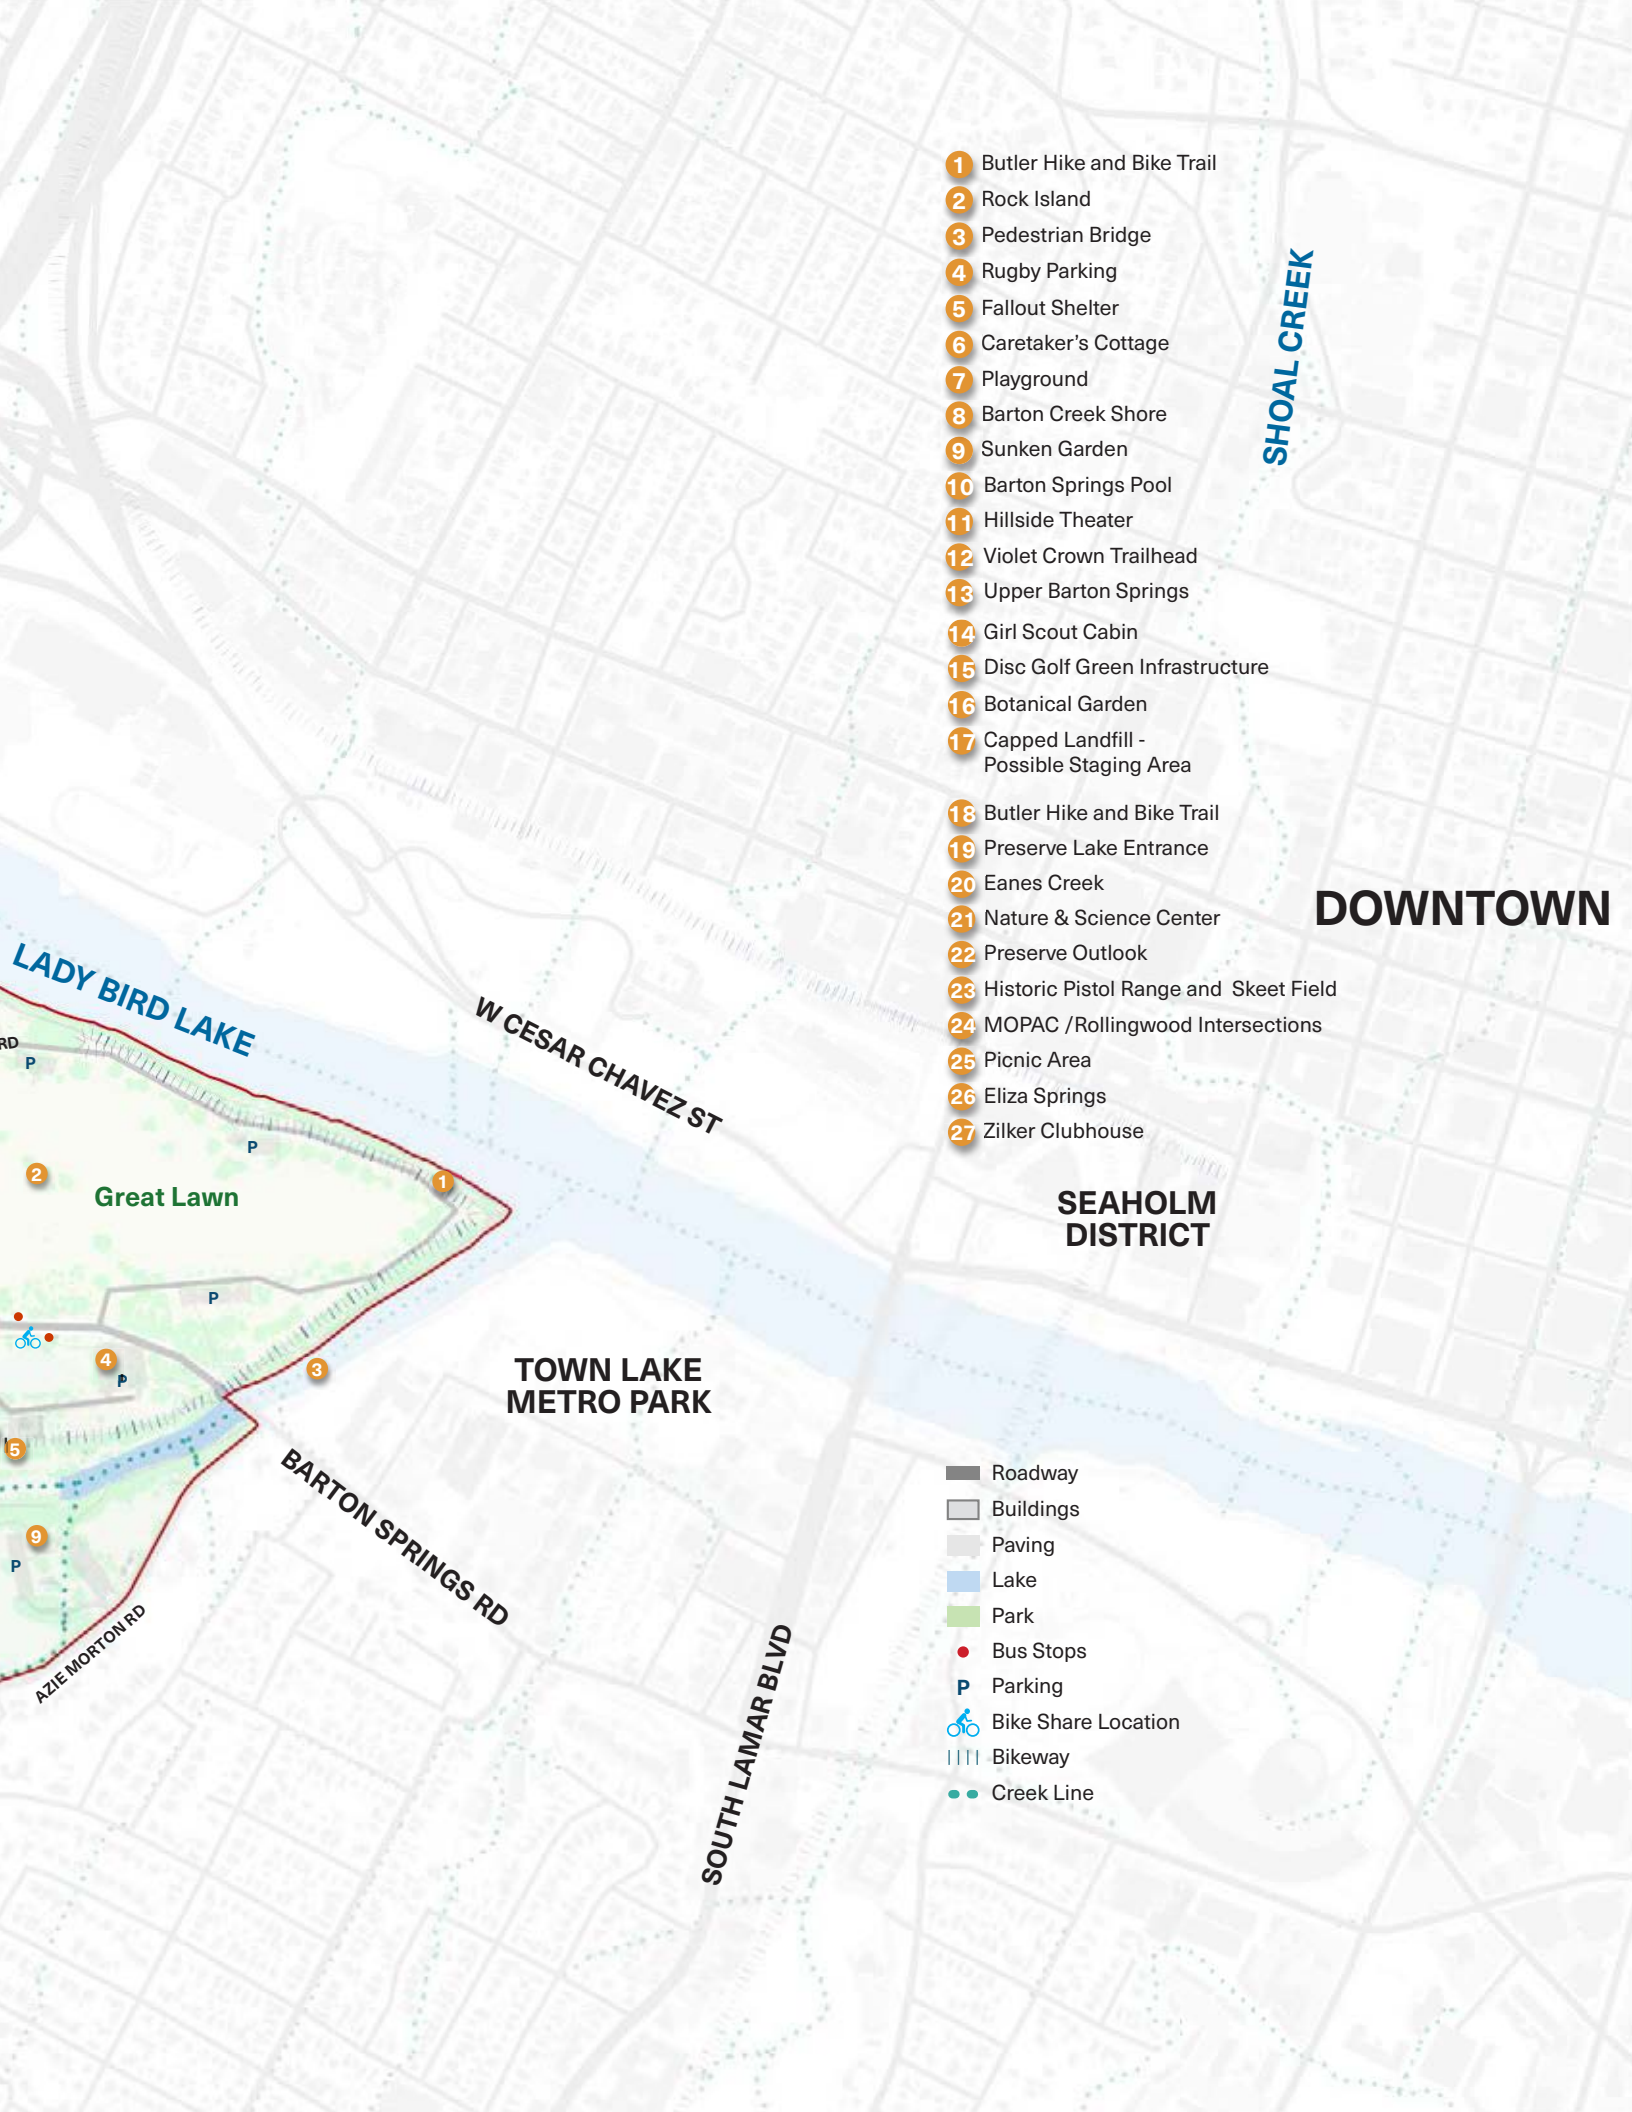 1 Butler Hike and Bike Trail
2 Rock Island
3 Pedestrian Bridge
4 Rugby Parking
5 Fallout Shelter
6 Caretaker’s Cottage
7 Playground
8 Barton Creek Shore
9 Sunken Garden
10 Barton Springs Pool
11 Hillside Theater
12 Violet Crown Trailhead
13 Upper Barton Springs
14 Girl Scout Cabin
15 Disc Golf Green Infrastructure
16 Botanical Garden
17 Capped Landfill -
Possible Staging Area
18 Butler Hike and Bike Trail
19 Preserve Lake Entrance
20 Eanes Creek
21 Nature & Science Center
22 Preserve Outlook
23 Historic Pistol Range and Skeet Field
24 MOPAC /Rollingwood Intersections
25 Picnic Area
26 Eliza Springs
27 Zilker Clubhouse
SHOAL CREEK
DOWNTOWN
LADY BIRD LAKE
W CESAR CHAVEZ ST
RD
P
P
2
1
Great Lawn
SEAHOLM
DISTRICT
P
4
P
3
TOWN LAKE
METRO PARK
5
9
P
BARTON SPRINGS RD
AZIE MORTON RD
SOUTH LAMAR BLVD
Roadway
Buildings
Paving
Lake
Park
Bus Stops
P Parking
Bike Share Location
Bikeway
Creek Line